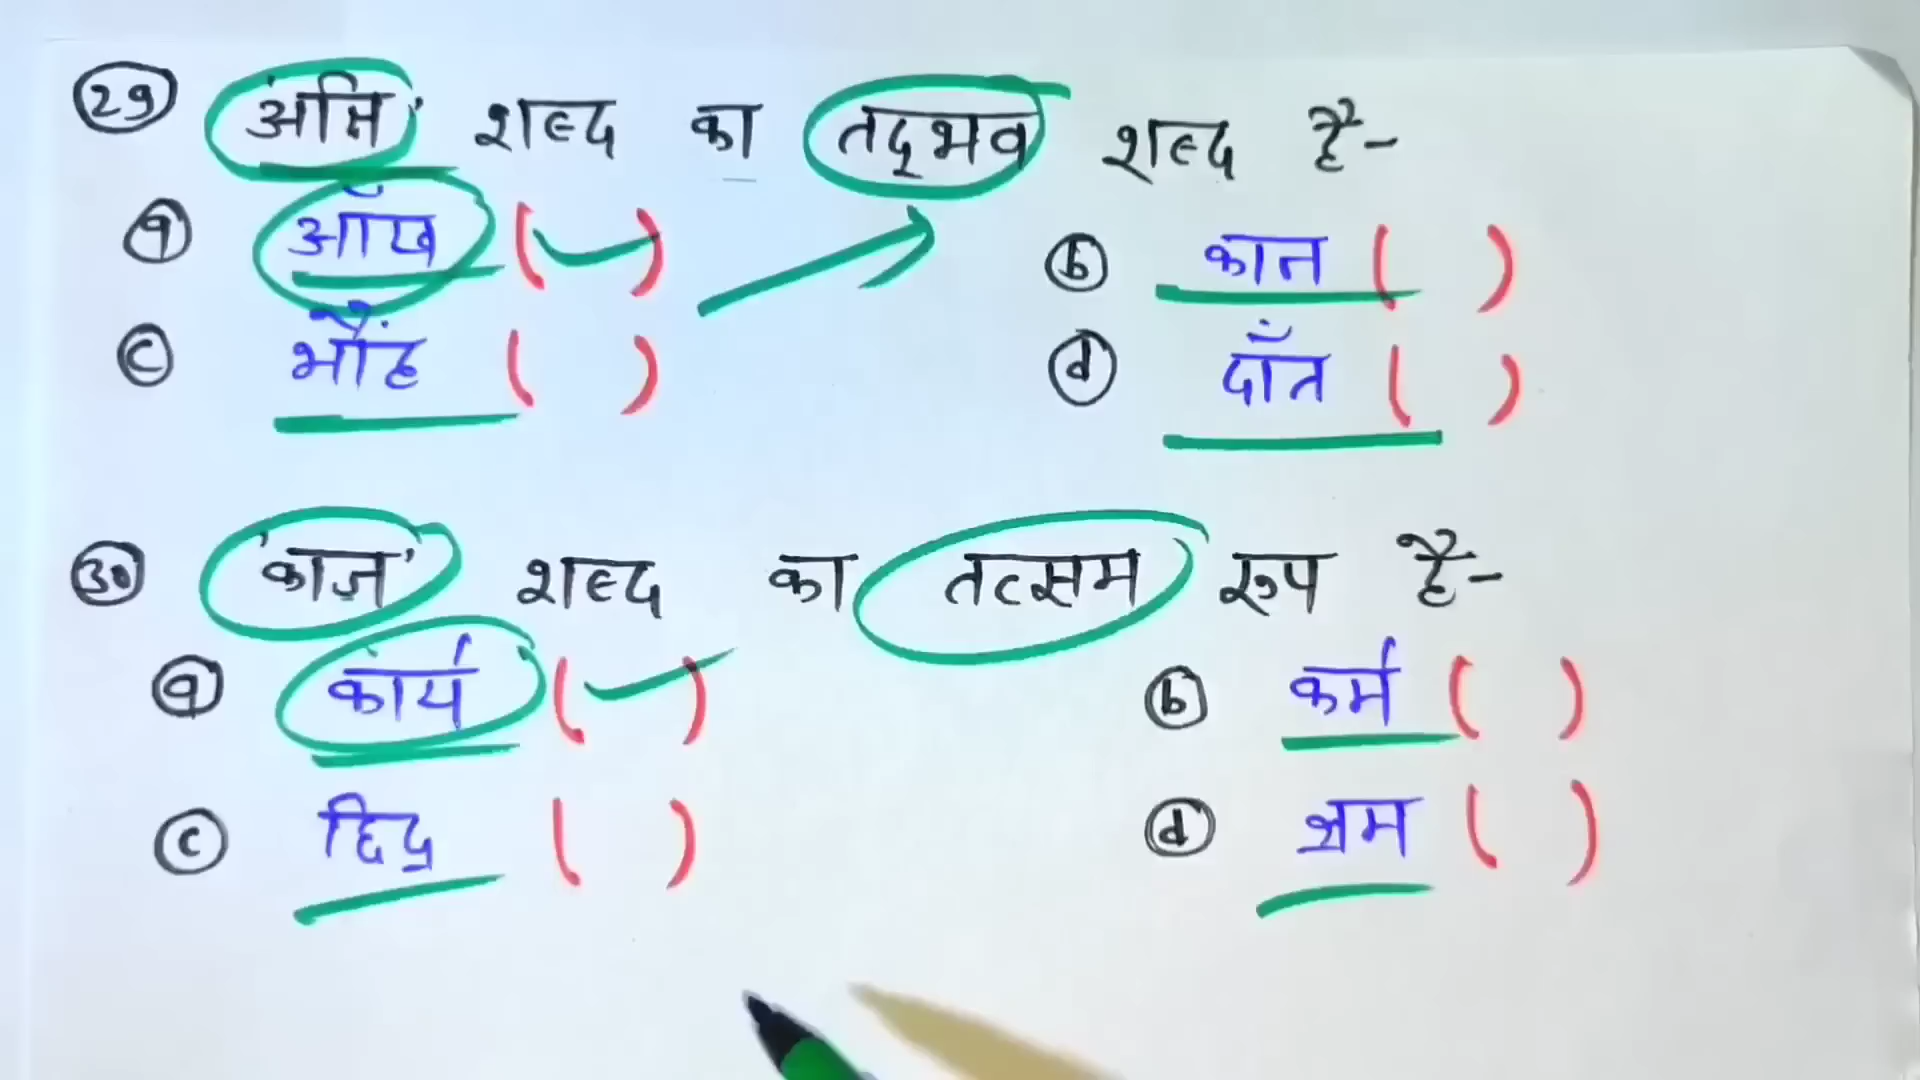 29 'अक्षि' शब्द का तद्भव शब्द है-
a आँख ( ✓ ) b कान ( )
c भौंह ( ) d दाँत ( )
30 'काज' शब्द का तत्सम रूप है-
a कार्य ( ✓ ) b कर्म ( )
c छिद्र ( ) d श्रम ( )